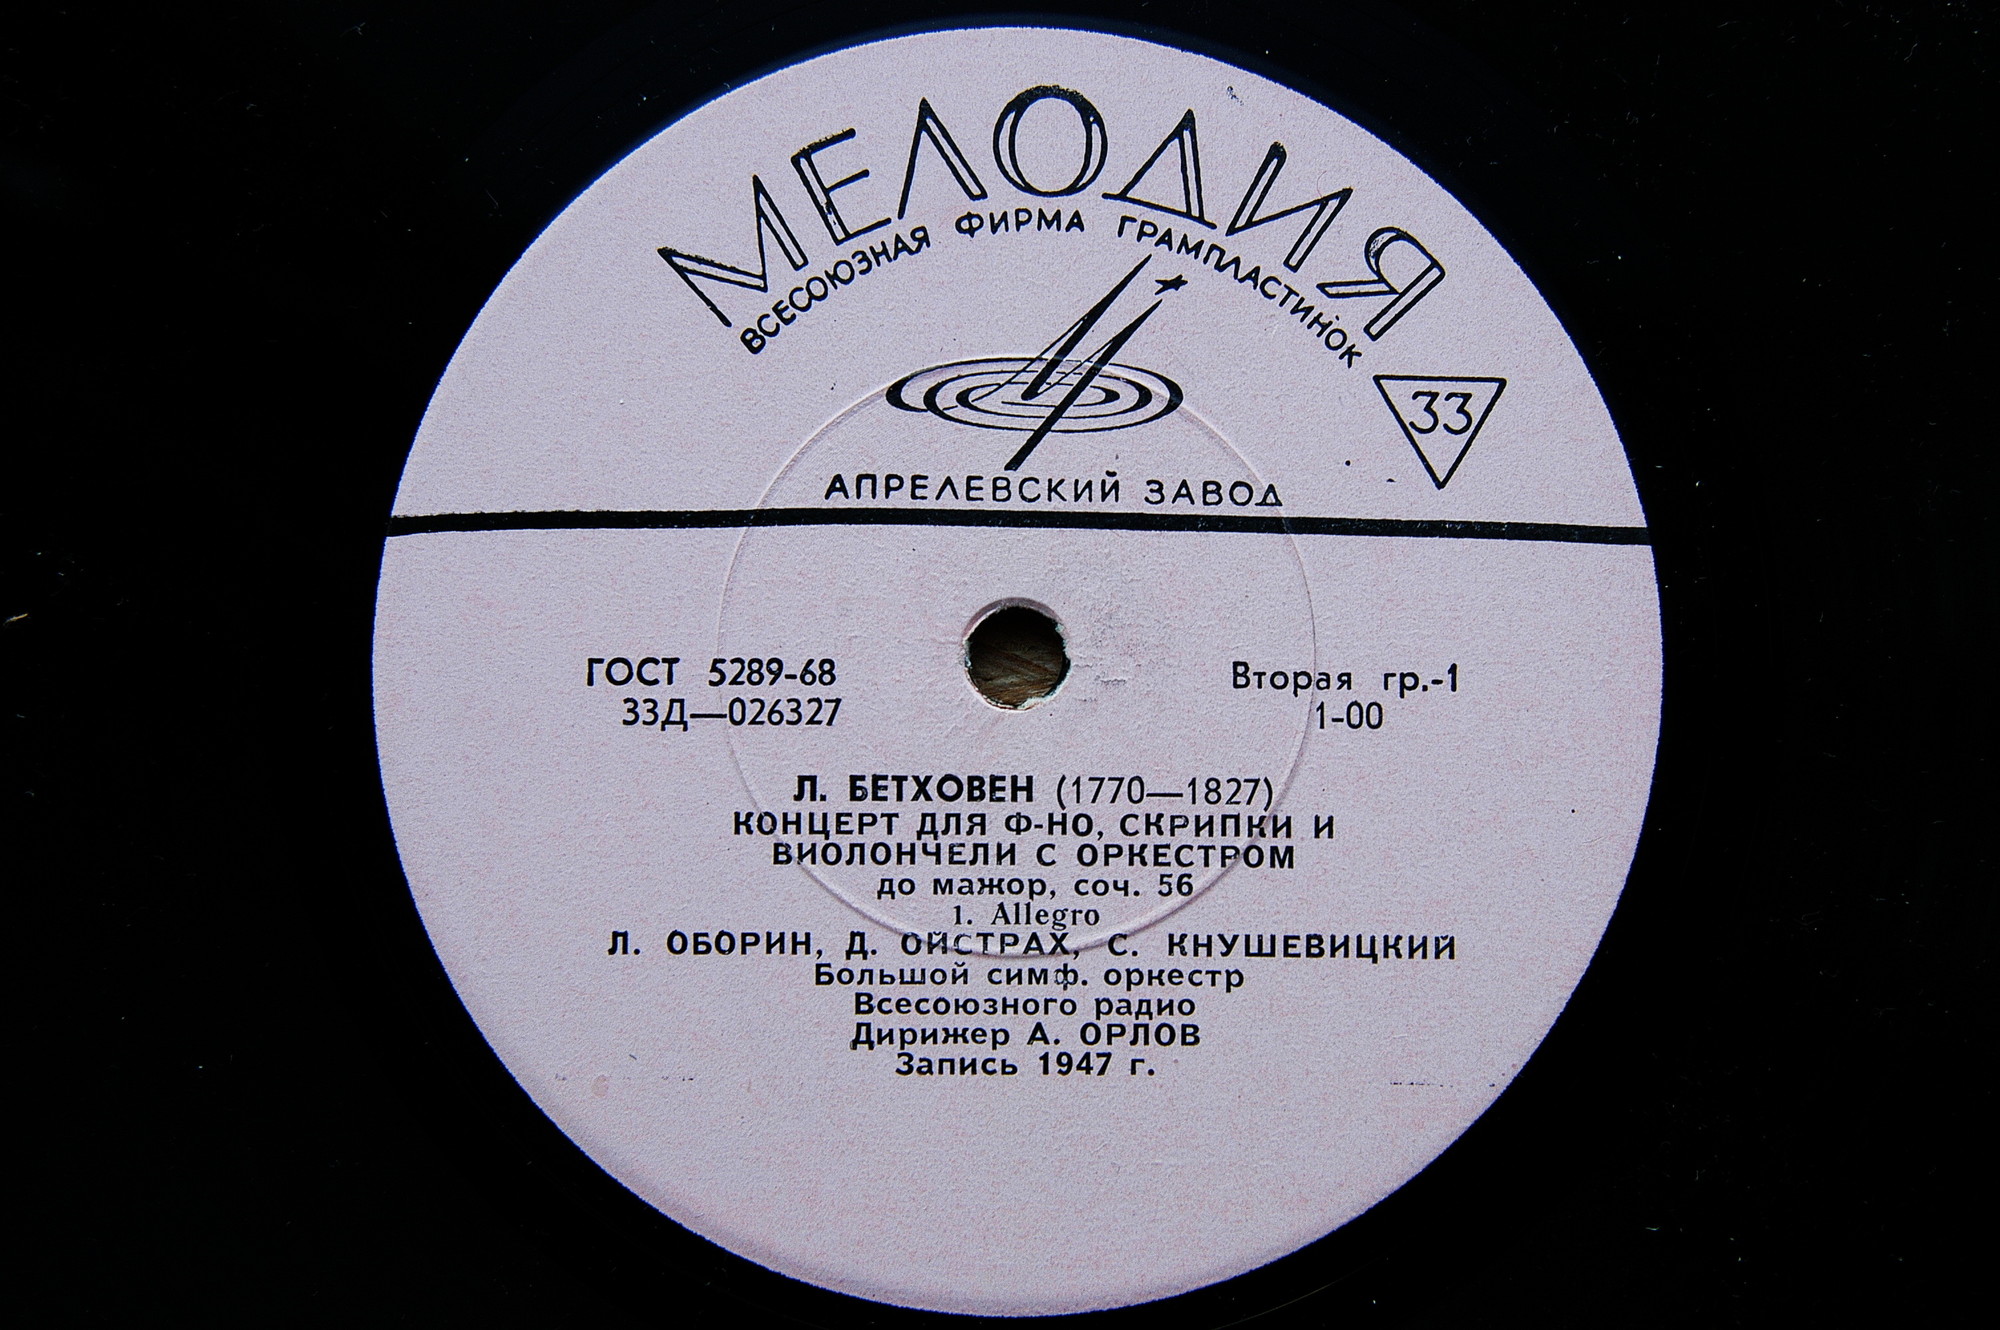 МЕЛОДИЯ
ВСЕСОЮЗНАЯ ФИРМА ГРАМПЛАСТИНОК
33
АПРЕЛЕВСКИЙ ЗАВОД
ГОСТ 5289-68
33Д—026327
Вторая гр.-1
1-00
Л. БЕТХОВЕН (1770—1827)
КОНЦЕРТ ДЛЯ Ф-НО, СКРИПКИ И
ВИОЛОНЧЕЛИ С ОРКЕСТРОМ
до мажор, соч. 56
1. Allegro
Л. ОБОРИН, Д. ОЙСТРАХ, С. КНУШЕВИЦКИЙ
Большой симф. оркестр
Всесоюзного радио
Дирижер А. ОРЛОВ
Запись 1947 г.